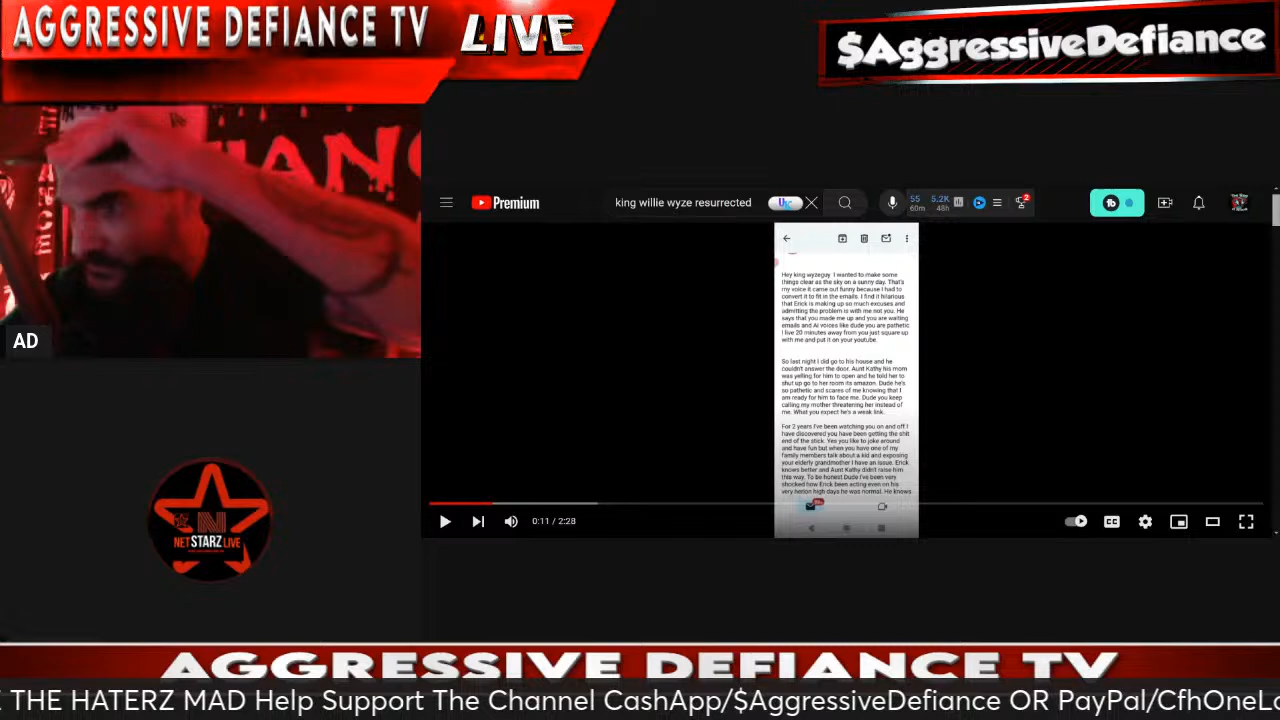 AGGRESSIVE DEFIANCE TV LIVE
$AggressiveDefiance
Premium
king willie wyze resurrected
55 5.2K
60m 48h
2
AD
Hey king wyzeguy I wanted to make some
things clear as the sky on a sunny day. That's
my voice it came out funny because I had to
convert it to fit in the emails. I find it hilarious
that Erick is making up so much excuses and
admitting the problem is with me not you. He
says that you made me up and you are waiting
emails and Ai voices like dude you are pathetic
I live 20 minutes away from you just square up
with me and put it on your youtube.
So last night I did go to his house and he
couldn't answer the door. Aunt Kathy his mom
was yelling for him to open and he told her to
shut up go to her room its amazon. Dude he's
so pathetic and scares of me knowing that I
am ready for him to face me. Dude you keep
calling my mother threatening her instead of
me. What you expect he's a weak link.
For 2 years I've been watching you on and off I
have discovered you have been getting the shit
end of the stick. Yes you like to joke around
and have fun but when you have one of my
family members talk about a kid and exposing
your elderly grandmother I have an issue. Erick
knows better and Aunt Kathy didn't raise him
this way. To be honest Dude I've been very
shocked how Erick been acting even on his
very herion high days he was normal. He knows
0:11 / 2:28
CC
N
NETSTARZ LIVE
AGGRESSIVE DEFIANCE TV
THE HATERZ MAD Help Support The Channel CashApp/$AggressiveDefiance OR PayPal/CfhOneL